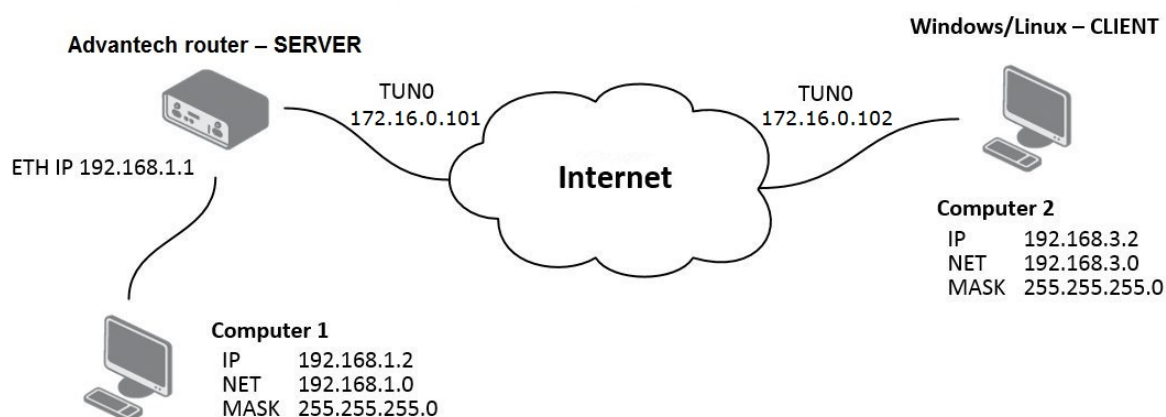 Advantech router – SERVER
Windows/Linux – CLIENT
TUN0
172.16.0.101
TUN0
172.16.0.102
ETH IP 192.168.1.1
Internet
Computer 2
IP 192.168.3.2
NET 192.168.3.0
MASK 255.255.255.0
Computer 1
IP 192.168.1.2
NET 192.168.1.0
MASK 255.255.255.0